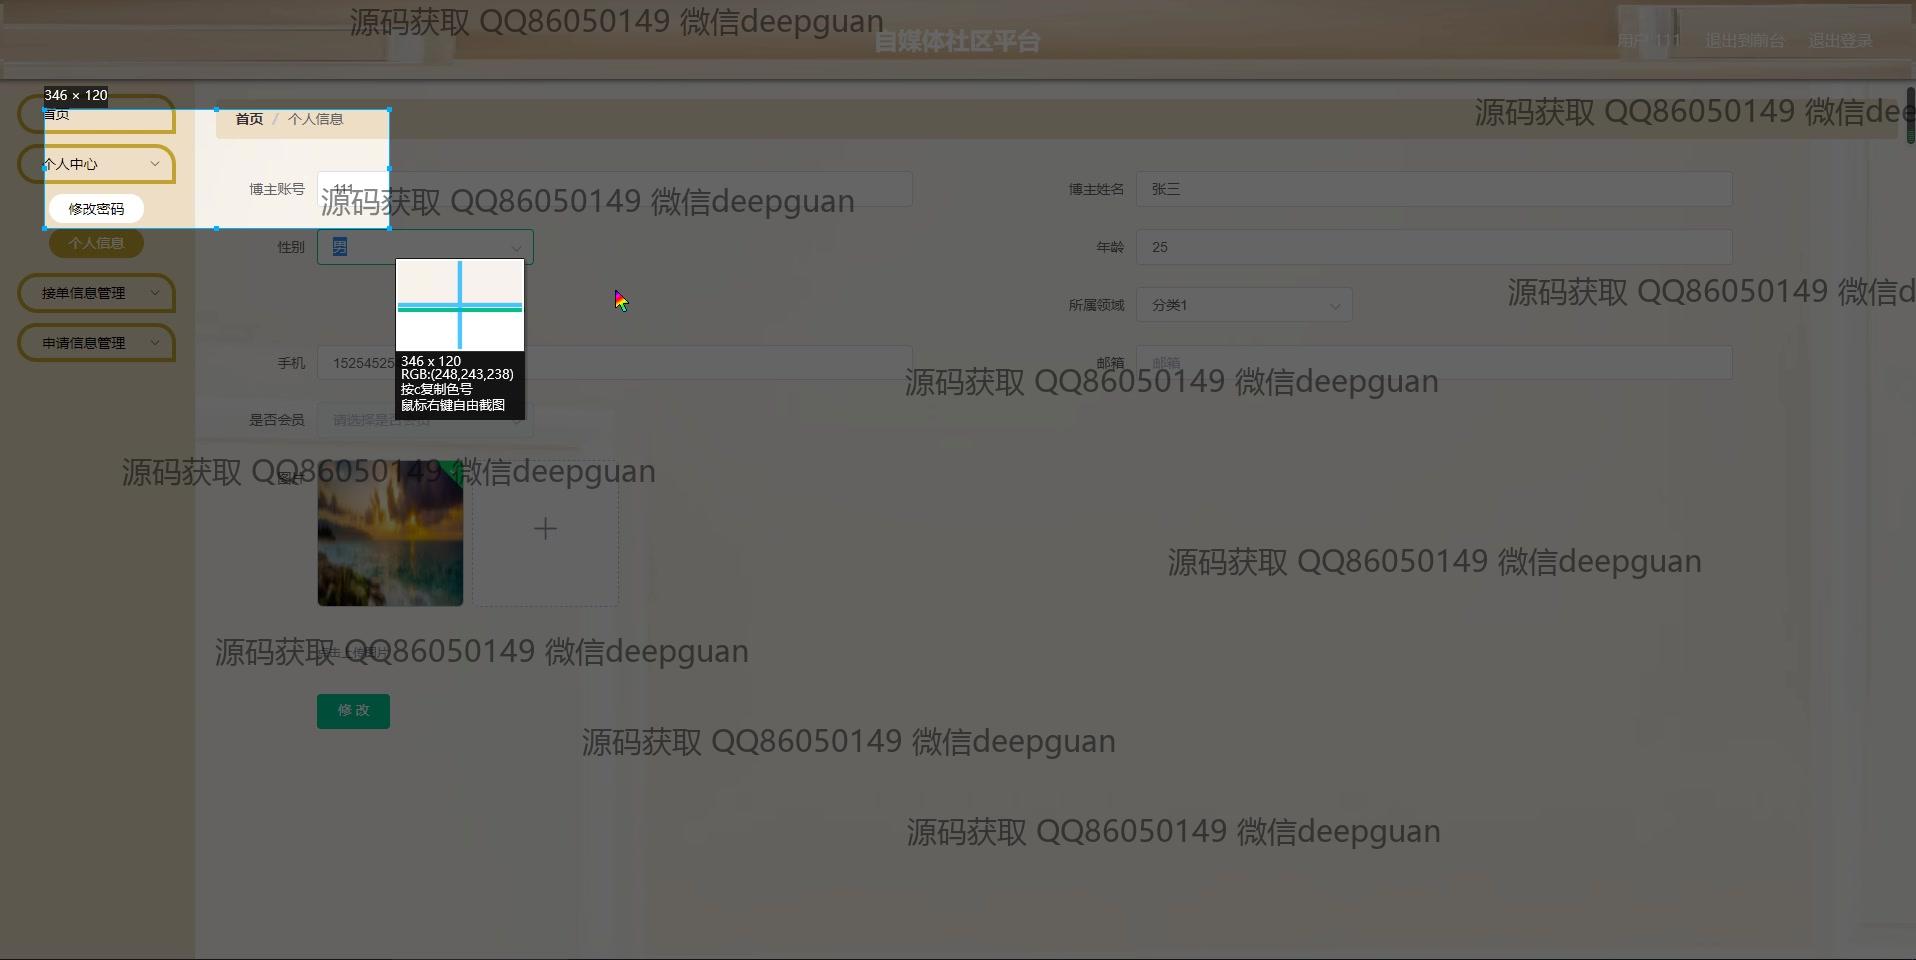 源码获取 QQ86050149 微信deepguan
自媒体社区平台
用户 111 退出到前台 退出登录
346 × 120
首页
首页 / 个人信息
源码获取 QQ86050149 微信dee
个人中心
博主账号 111
博主姓名 张三
源码获取 QQ86050149 微信deepguan
修改密码
个人信息
性别 男
年龄 25
接单信息管理
所属领域 分类1
源码获取 QQ86050149 微信d
申请信息管理
手机 15254525
邮箱 邮箱
346 x 120
RGB:(248,243,238)
按c复制色号
鼠标右键自由截图
源码获取 QQ86050149 微信deepguan
是否会员 请选择是否会员
图片
源码获取 QQ86050149 微信deepguan
源码获取 QQ86050149 微信deepguan
点击上传图片
源码获取 QQ86050149 微信deepguan
修 改
源码获取 QQ86050149 微信deepguan
源码获取 QQ86050149 微信deepguan